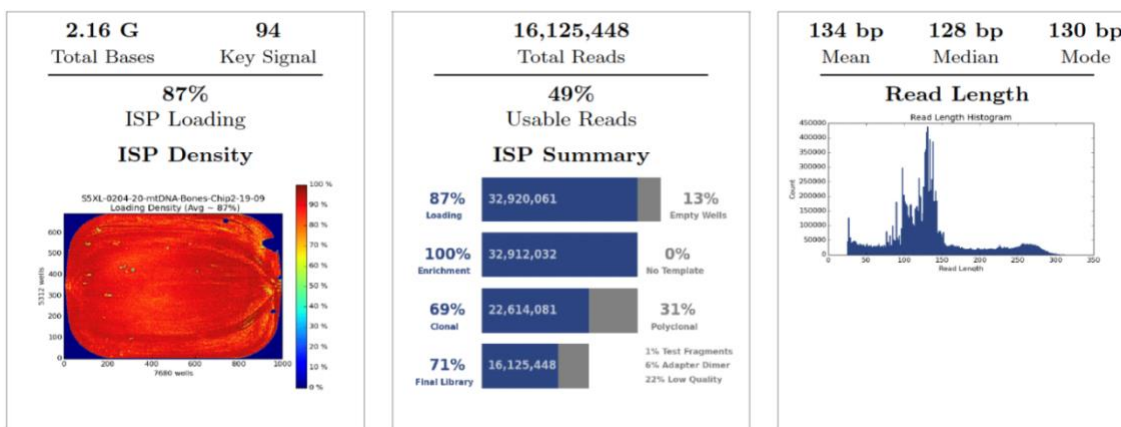 2.16 G 94
Total Bases Key Signal
87%
ISP Loading
ISP Density
S5XL-0204-20-mtDNA-Bones-Chip2-19-09
Loading Density (Avg ~ 87%)
5312 wells
600
500
400
300
200
100
0
0 200 400 600 800 1000
7680 wells
100 %
90 %
80 %
70 %
60 %
50 %
40 %
30 %
20 %
10 %
0 %
16,125,448
Total Reads
49%
Usable Reads
ISP Summary
87% 32,920,061 13%
Loading Empty Wells
100% 32,912,032 0%
Enrichment No Template
69% 22,614,081 31%
Clonal Polyclonal
71% 16,125,448
Final Library
1% Test Fragments
6% Adapter Dimer
22% Low Quality
134 bp 128 bp 130 bp
Mean Median Mode
Read Length
Read Length Histogram
Count
450000
400000
350000
300000
250000
200000
150000
100000
50000
0
0 50 100 150 200 250 300 350
Read Length